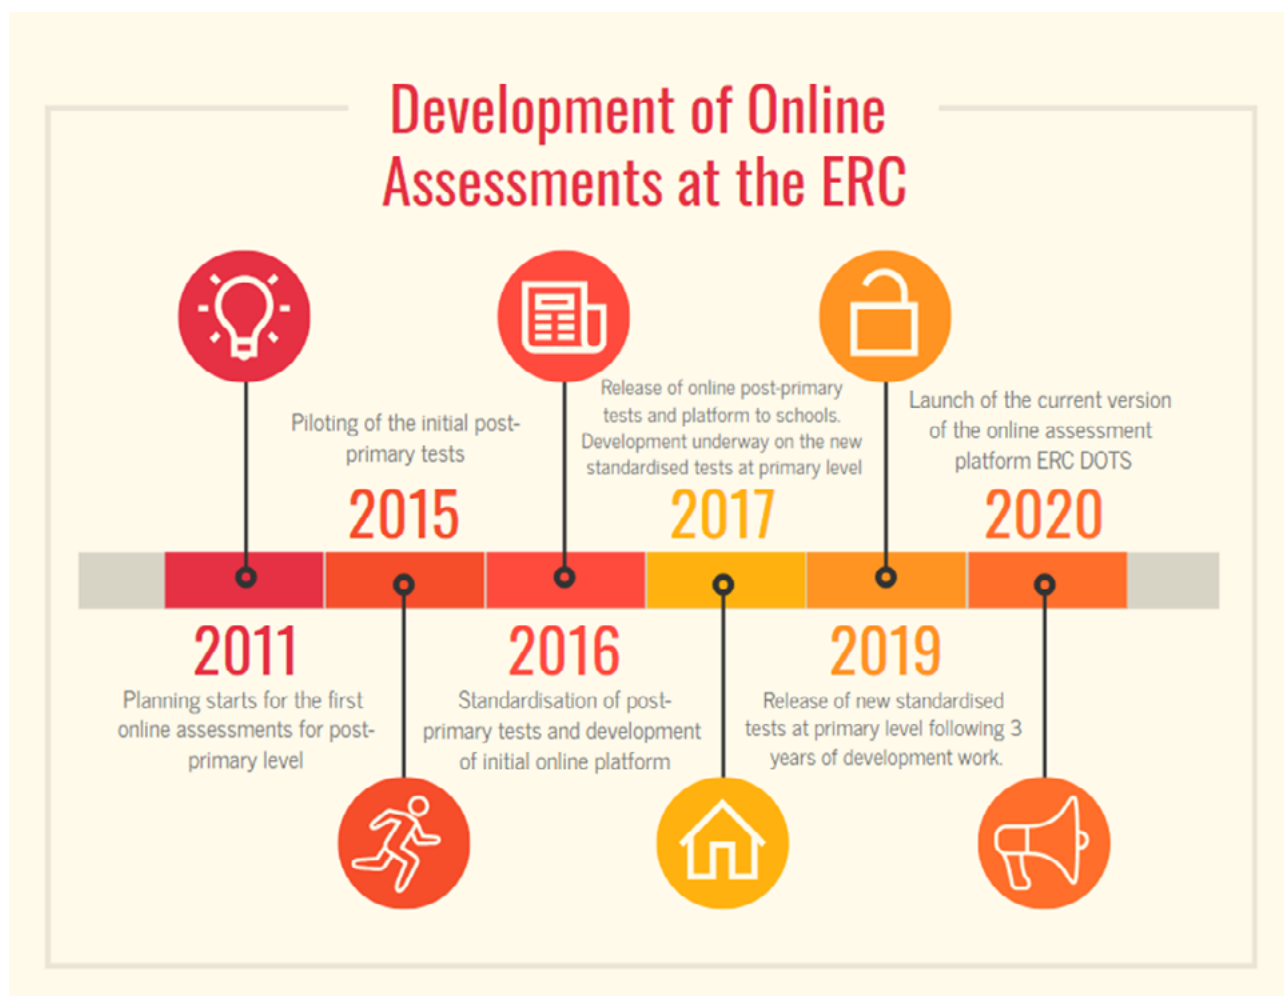 Development of Online
Assessments at the ERC
2011
Planning starts for the first
online assessments for post-
primary level
Piloting of the initial post-
primary tests
2015
2016
Standardisation of post-
primary tests and development
of initial online platform
Release of online post-primary
tests and platform to schools.
Development underway on the new
standardised tests at primary level
2017
2019
Release of new standardised
tests at primary level following 3
years of development work.
Launch of the current version
of the online assessment
platform ERC DOTS
2020